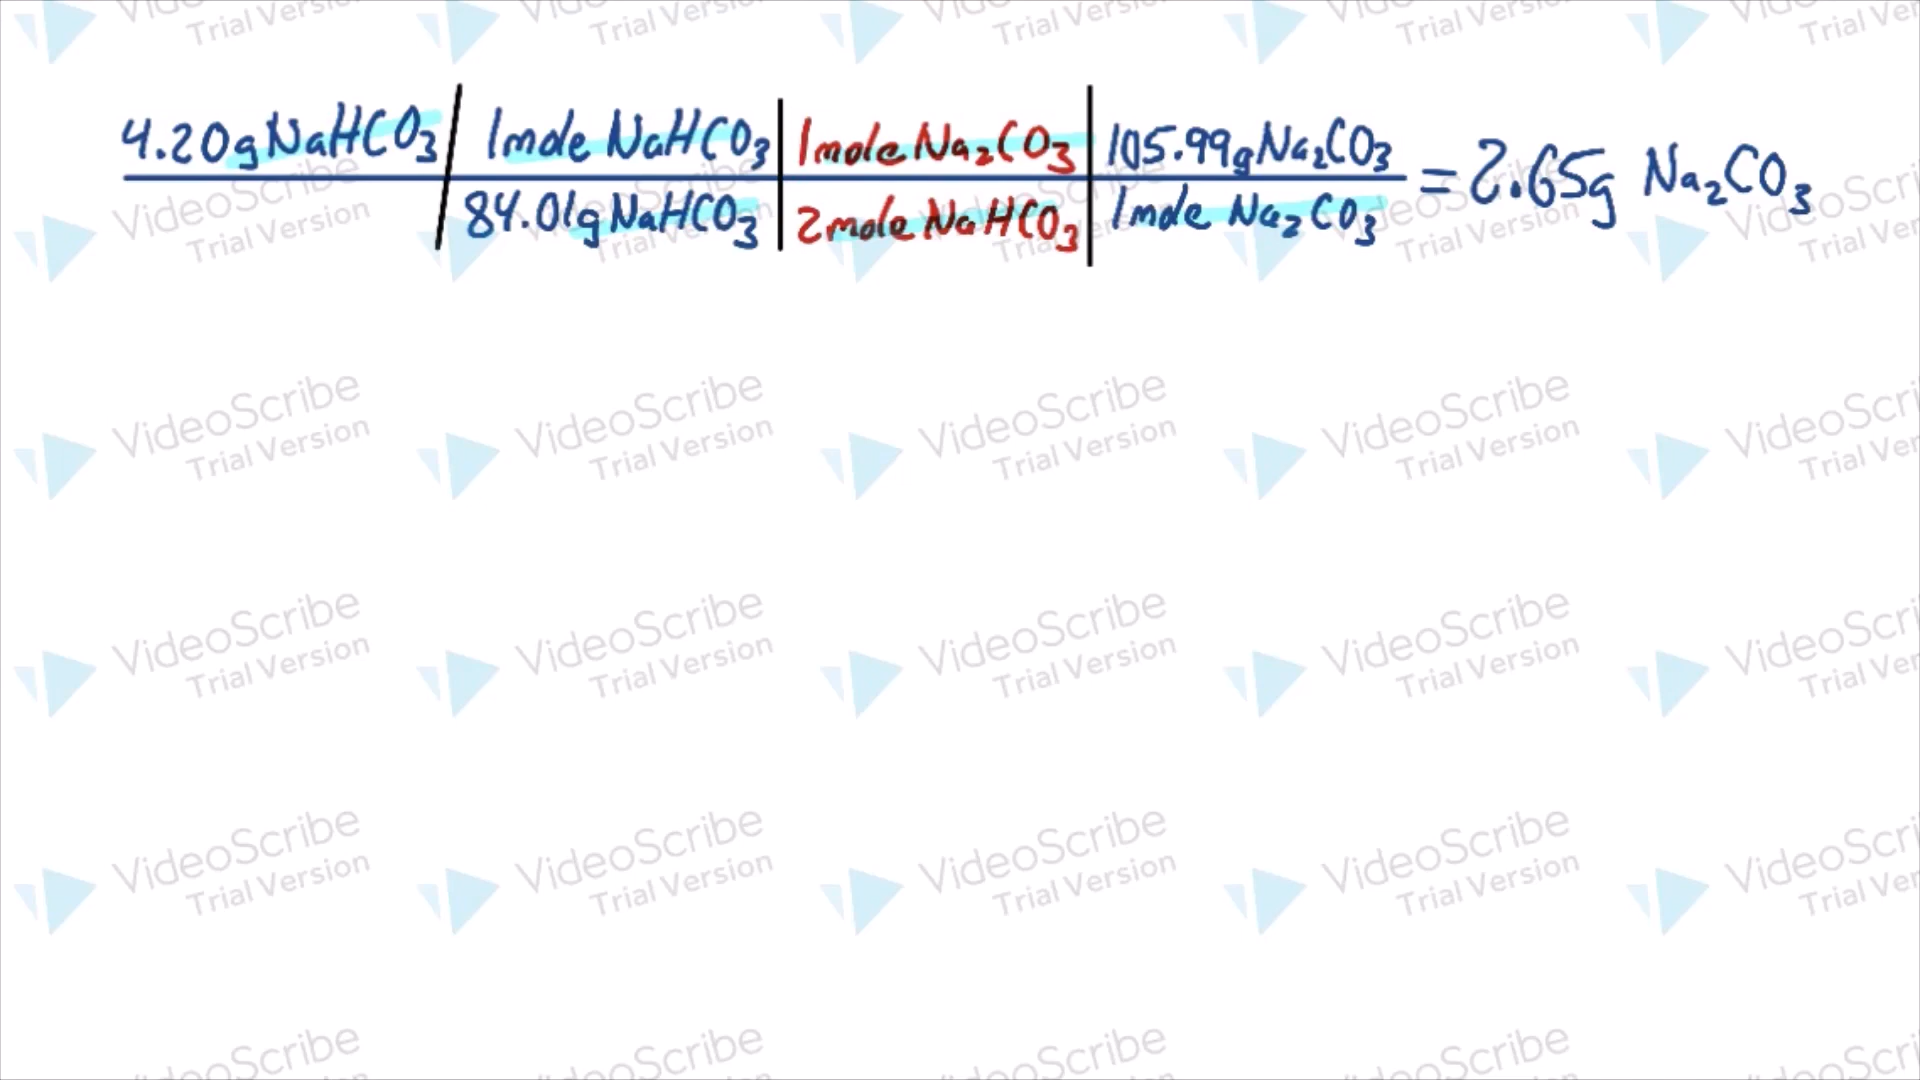 4.20g NaHCO₃ | 1mole NaHCO₃ | 1mole Na₂CO₃ | 105.99g Na₂CO₃ = 2.65g Na₂CO₃
84.01g NaHCO₃ | 2mole NaHCO₃ | 1mole Na₂CO₃
VideoScribe
Trial Version